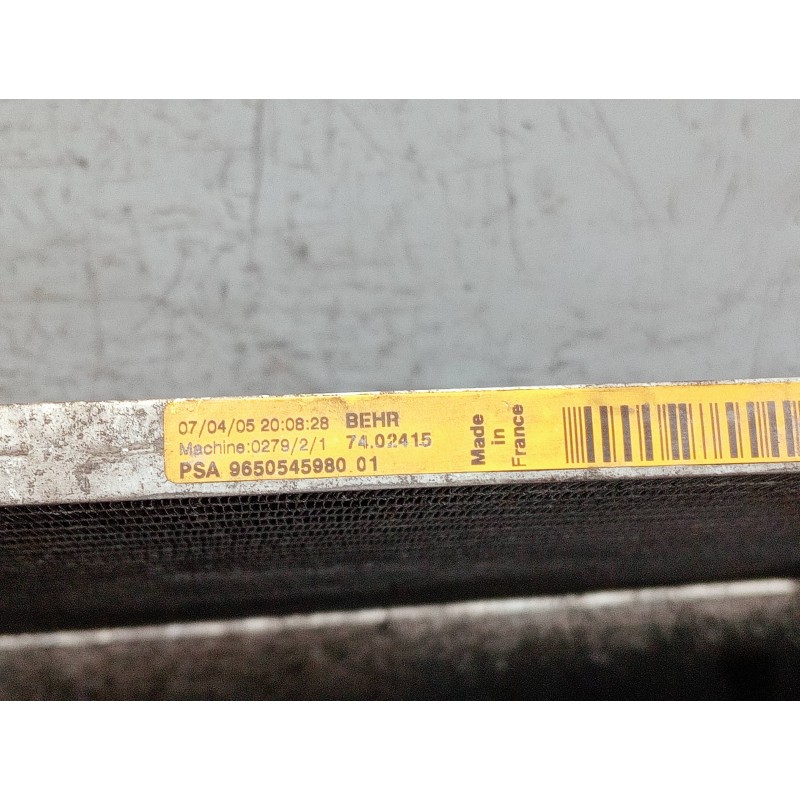 07/04/05 20:08:28 BEHR
Machine:0279/2/1 74.02415
PSA 9650545980.01
Made
in
France